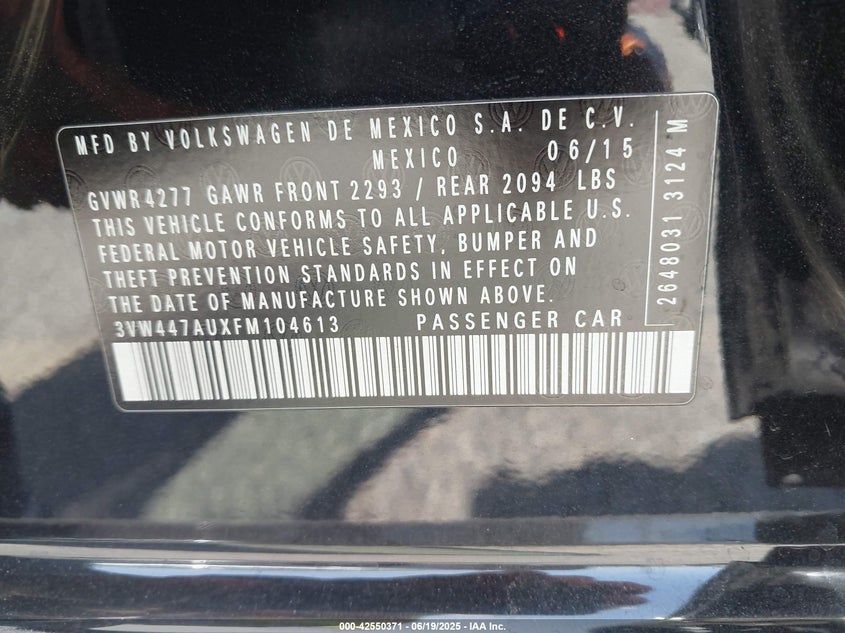 MFD BY VOLKSWAGEN DE MEXICO S.A. DE C.V.
MEXICO 06/15
GVWR 4277 GAWR FRONT 2293 / REAR 2094 LBS
THIS VEHICLE CONFORMS TO ALL APPLICABLE U.S.
FEDERAL MOTOR VEHICLE SAFETY, BUMPER AND
THEFT PREVENTION STANDARDS IN EFFECT ON
THE DATE OF MANUFACTURE SHOWN ABOVE.
3VW447AUXFM104613 PASSENGER CAR
2648031 3124 M
000-42550371 - 06/19/2025 - IAA Inc.